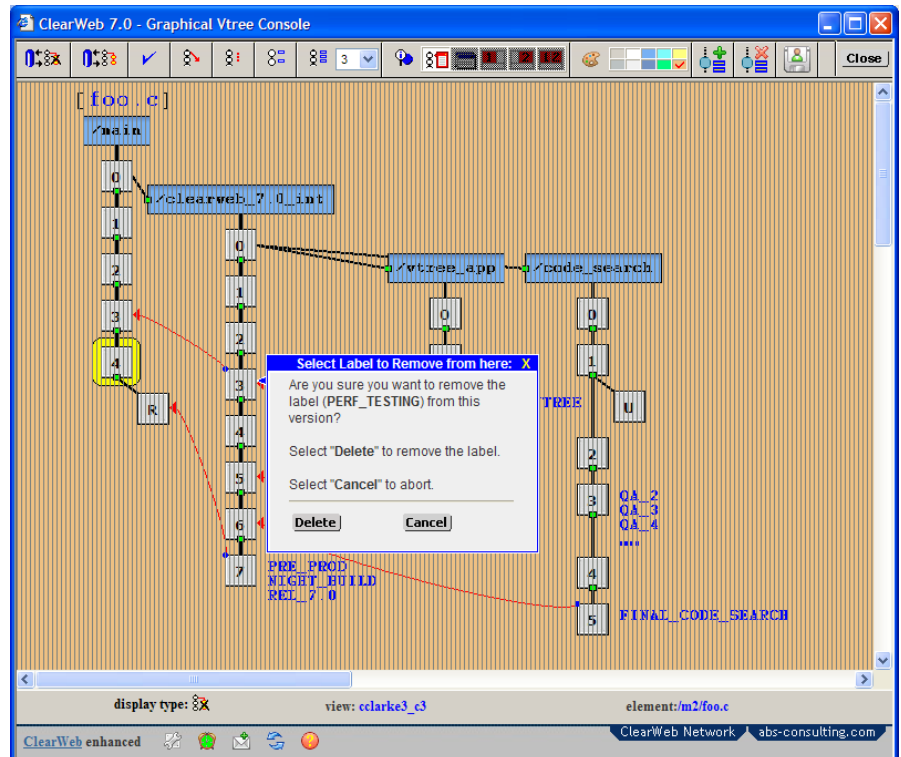 ClearWeb 7.0 - Graphical Vtree Console
3
1 2 12
Close
[foo.c]
/main
0
/clearweb_7.0_int
1
0
2
/vtree_app
/code_search
1
3
0
0
2
4
Select Label to Remove from here: X
1
3
Are you sure you want to remove the
label (PERF_TESTING) from this
version?
TREE
R
U
4
Select "Delete" to remove the label.
2
5
Select "Cancel" to abort.
3
QA_2
QA_3
QA_4
....
6
Delete
Cancel
7
PRE_PROD
NIGHT_BUILD
REL_7.0
4
5
FINAL_CODE_SEARCH
display type:
view: cclarke3_c3
element:/m2/foo.c
ClearWeb enhanced
ClearWeb Network
abs-consulting.com